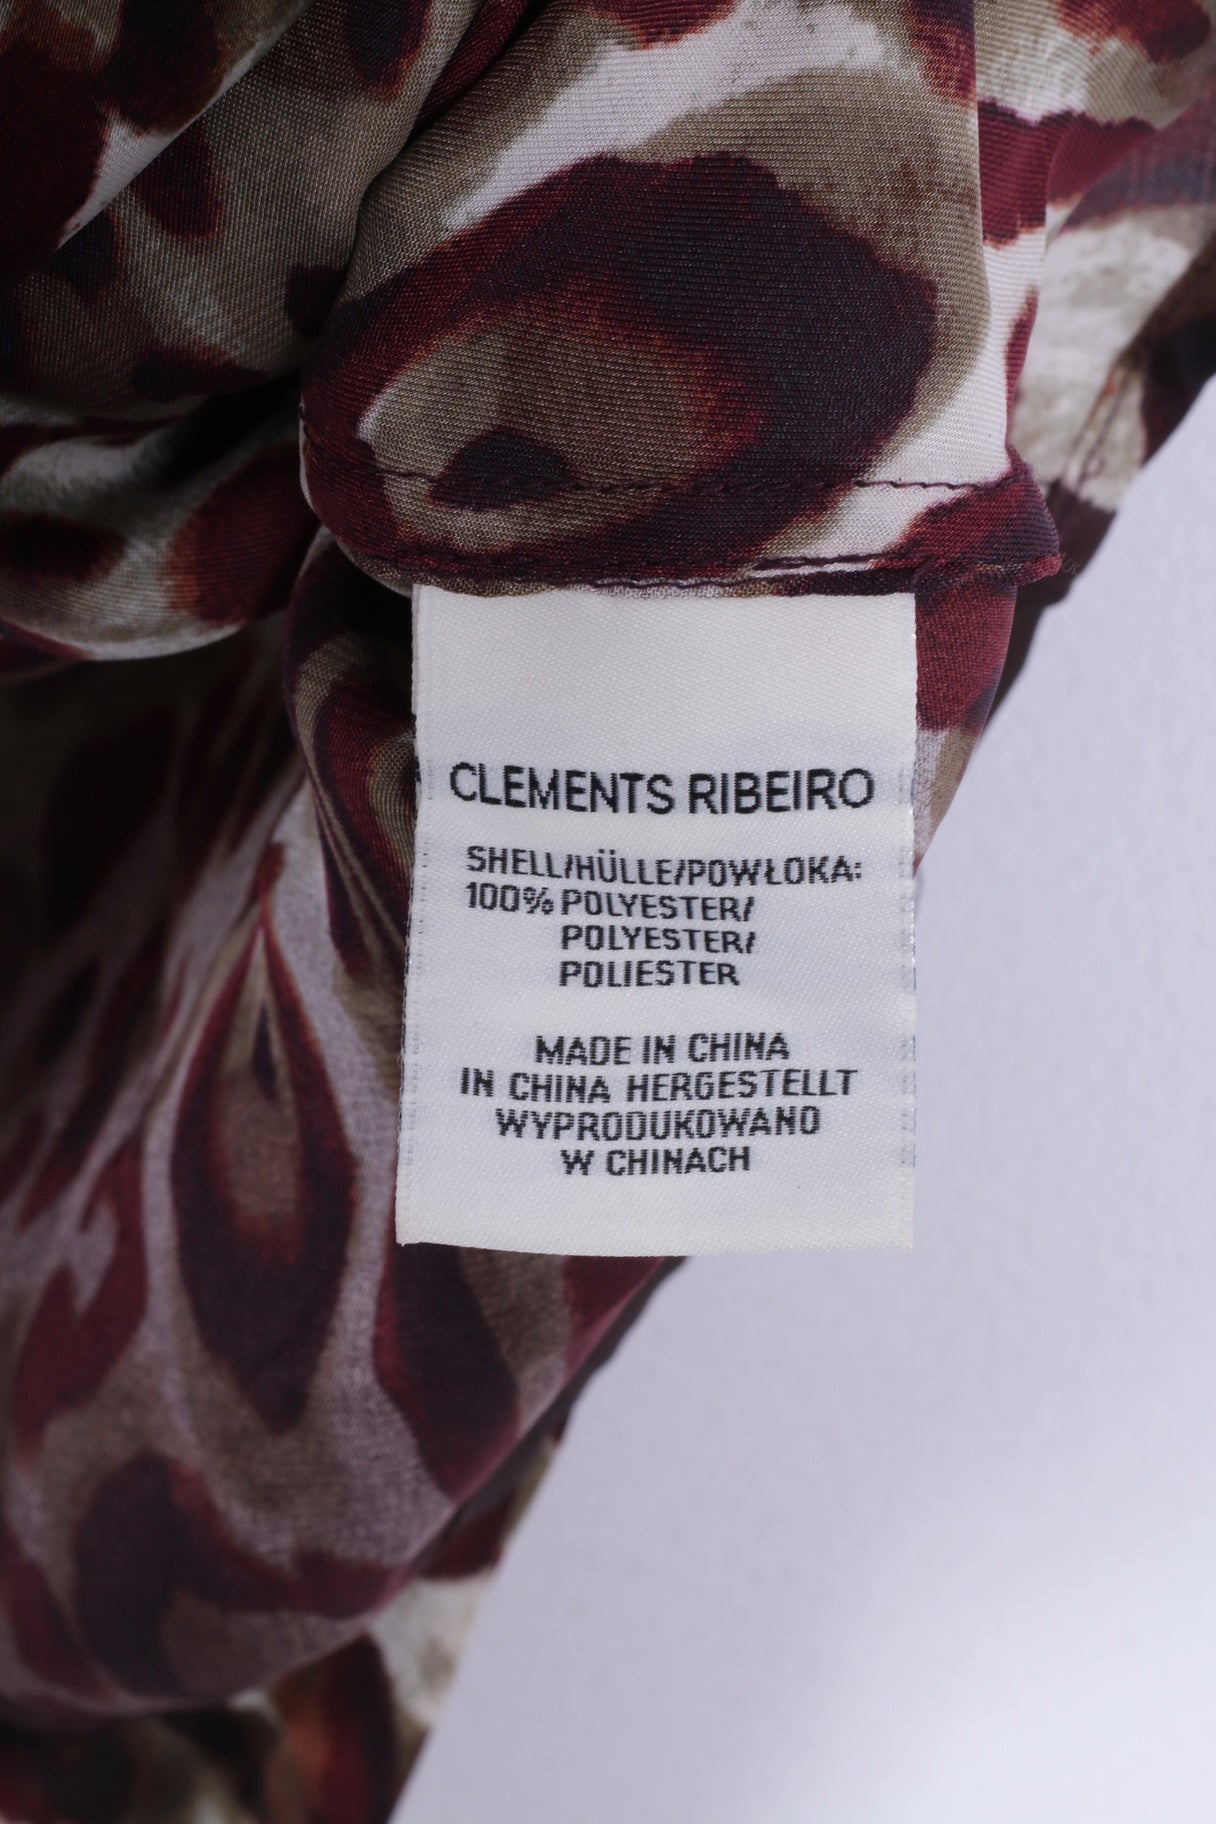 CLEMENTS RIBEIRO
SHELL/HÜLLE/POWŁOKA:
100% POLYESTER/
POLYESTER/
POLIESTER
MADE IN CHINA
IN CHINA HERGESTELLT
WYPRODUKOWANO
W CHINACH